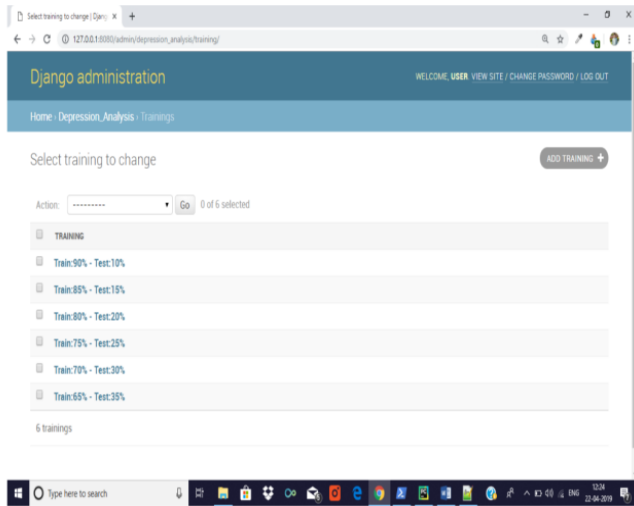 Select training to change | Djang
127.0.0.1:8080/admin/depression_analysis/training/
Django administration
WELCOME, USER. VIEW SITE / CHANGE PASSWORD / LOG OUT
Home › Depression_Analysis › Trainings
Select training to change
ADD TRAINING +
Action: --------- Go 0 of 6 selected
TRAINING
Train:90% - Test:10%
Train:85% - Test:15%
Train:80% - Test:20%
Train:75% - Test:25%
Train:70% - Test:30%
Train:65% - Test:35%
6 trainings
Type here to search
ENG
12:24
22-04-2019